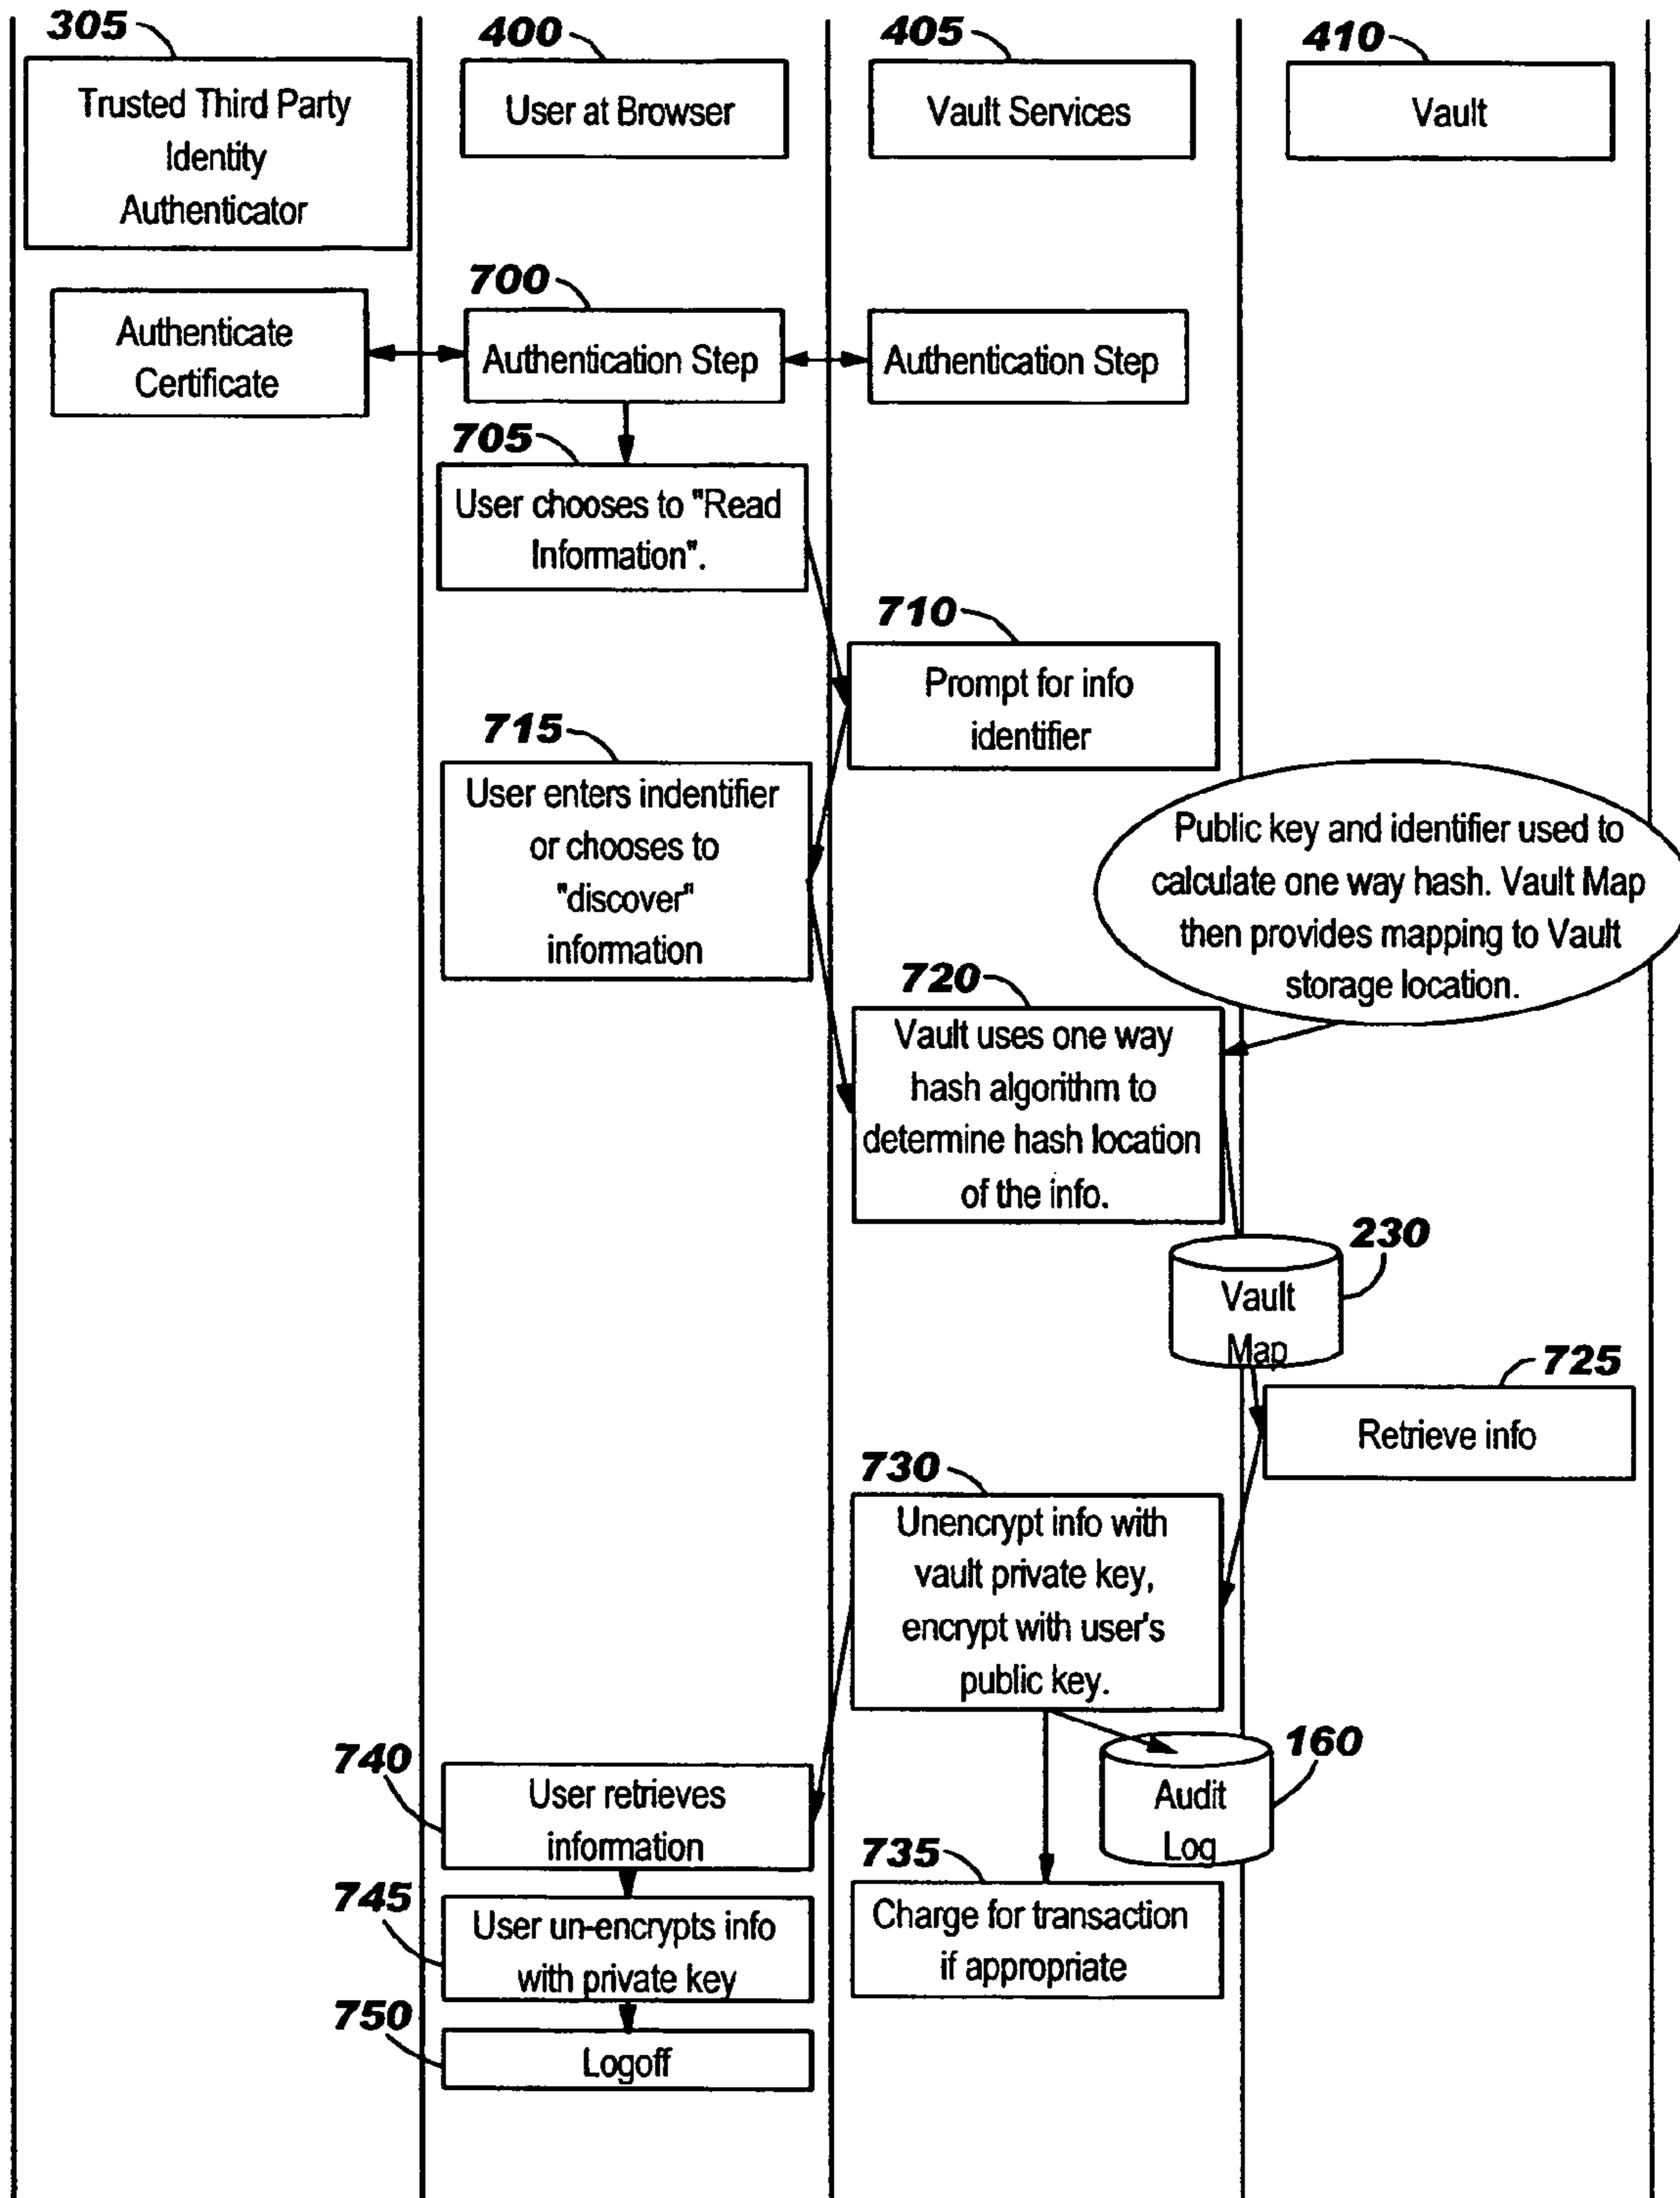 305
400
405
410
Trusted Third Party
Identity
Authenticator
User at Browser
Vault Services
Vault
700
Authenticate
Certificate
Authentication Step
Authentication Step
705
User chooses to "Read
Information".
710
Prompt for info
identifier
715
User enters indentifier
or chooses to
"discover"
information
Public key and identifier used to
calculate one way hash. Vault Map
then provides mapping to Vault
storage location.
720
Vault uses one way
hash algorithm to
determine hash location
of the info.
230
Vault
Map
725
Retrieve info
730
Unencrypt info with
vault private key,
encrypt with user's
public key.
160
Audit
Log
740
User retrieves
information
735
Charge for transaction
if appropriate
745
User un-encrypts info
with private key
750
Logoff